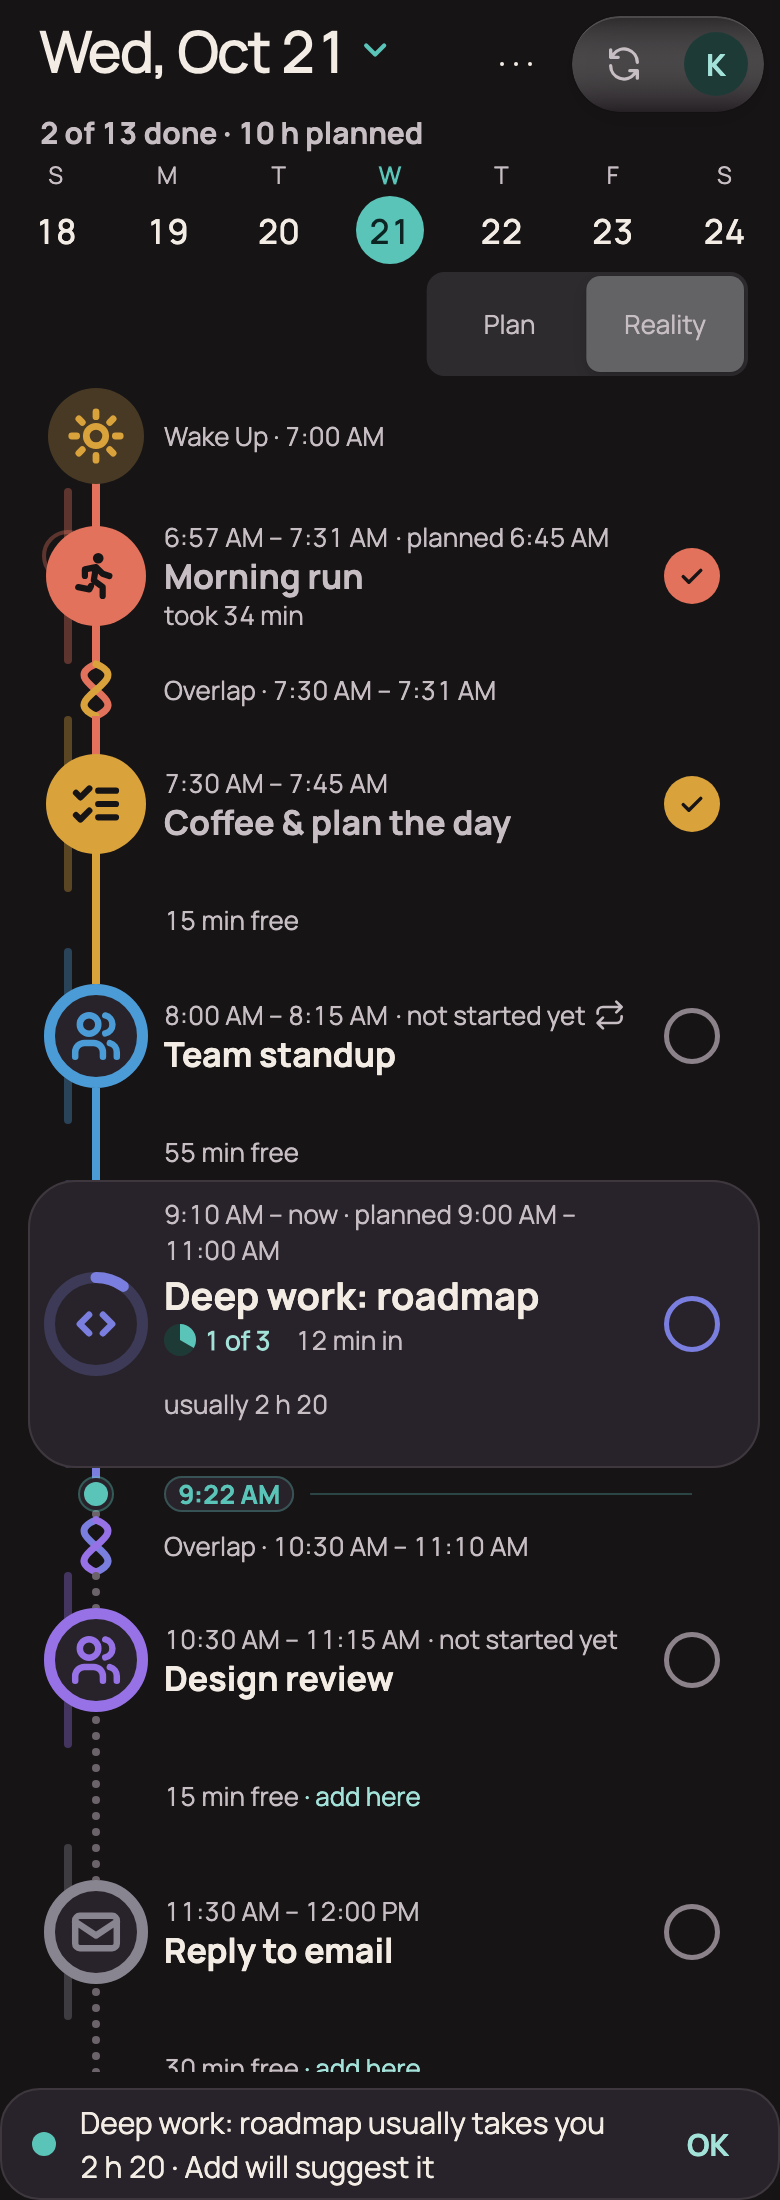 Wed, Oct 21
...
K
2 of 13 done · 10 h planned
S M T W T F S
18 19 20 21 22 23 24
Plan Reality
Wake Up · 7:00 AM
6:57 AM – 7:31 AM · planned 6:45 AM
Morning run
took 34 min
Overlap · 7:30 AM – 7:31 AM
7:30 AM – 7:45 AM
Coffee & plan the day
15 min free
8:00 AM – 8:15 AM · not started yet
Team standup
55 min free
9:10 AM – now · planned 9:00 AM –
11:00 AM
Deep work: roadmap
1 of 3 12 min in
usually 2 h 20
9:22 AM
Overlap · 10:30 AM – 11:10 AM
10:30 AM – 11:15 AM · not started yet
Design review
15 min free · add here
11:30 AM – 12:00 PM
Reply to email
30 min free · add here
Deep work: roadmap usually takes you
2 h 20 · Add will suggest it
OK